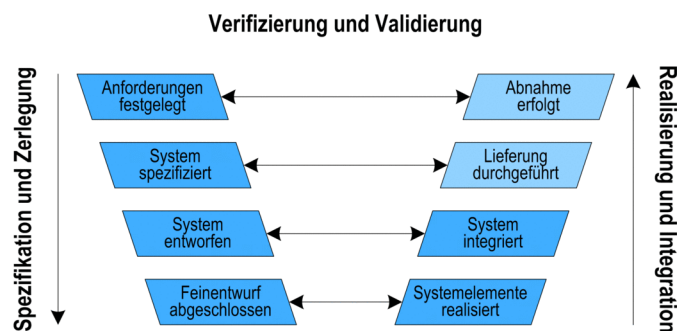 Verifizierung und Validierung
Spezifikation und Zerlegung
Anforderungen
festgelegt
Abnahme
erfolgt
System
spezifiziert
Lieferung
durchgeführt
System
entworfen
System
integriert
Feinentwurf
abgeschlossen
Systemelemente
realisiert
Realisierung und Integration